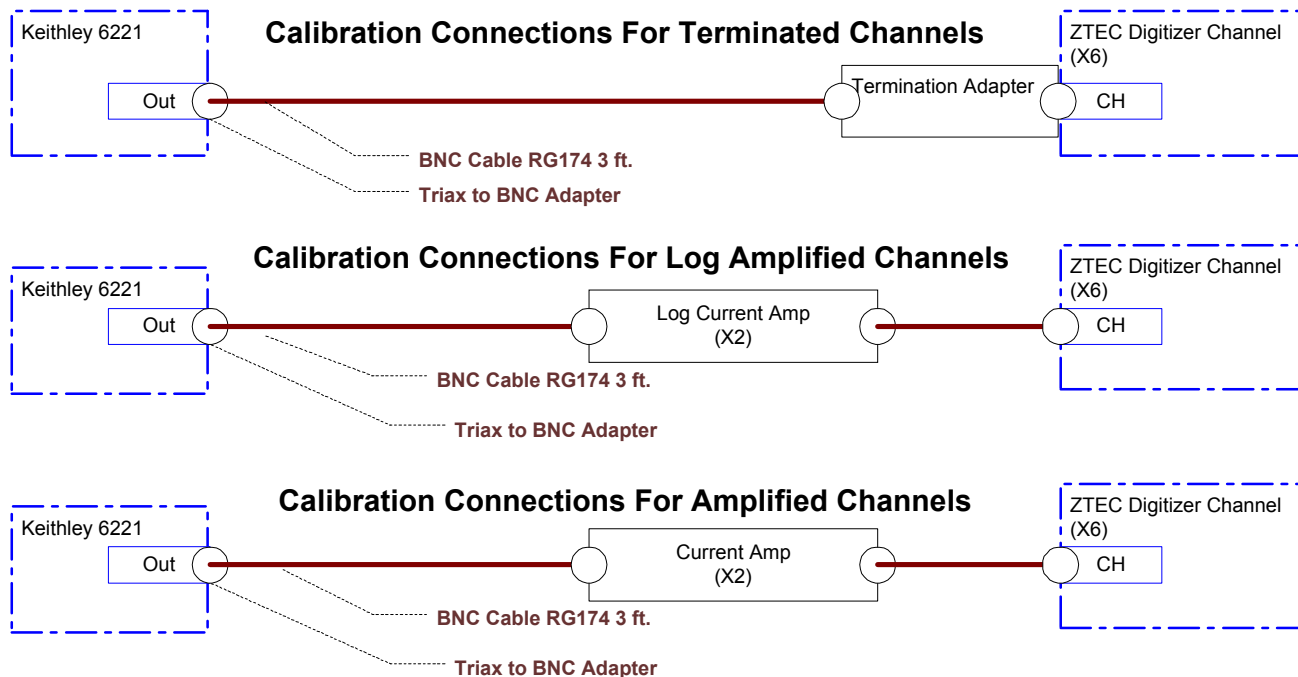 Calibration Connections For Terminated Channels
Keithley 6221
Out
Termination Adapter
ZTEC Digitizer Channel
(X6)
CH
BNC Cable RG174 3 ft.
Triax to BNC Adapter
Calibration Connections For Log Amplified Channels
Keithley 6221
Out
Log Current Amp
(X2)
ZTEC Digitizer Channel
(X6)
CH
BNC Cable RG174 3 ft.
Triax to BNC Adapter
Calibration Connections For Amplified Channels
Keithley 6221
Out
Current Amp
(X2)
ZTEC Digitizer Channel
(X6)
CH
BNC Cable RG174 3 ft.
Triax to BNC Adapter